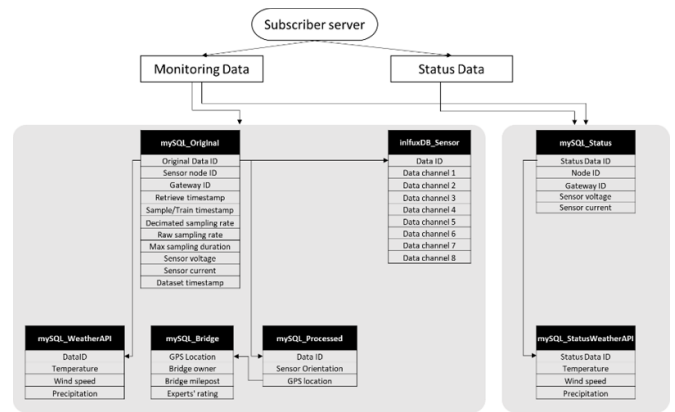 Subscriber server
Monitoring Data
Status Data
mySQL_Original
Original Data ID
Sensor node ID
Gateway ID
Retrieve timestamp
Sample/Train timestamp
Decimated sampling rate
Raw sampling rate
Max sampling duration
Sensor voltage
Sensor current
Dataset timestamp
inlfuxDB_Sensor
Data ID
Data channel 1
Data channel 2
Data channel 3
Data channel 4
Data channel 5
Data channel 6
Data channel 7
Data channel 8
mySQL_Status
Status Data ID
Node ID
Gateway ID
Sensor voltage
Sensor current
mySQL_WeatherAPI
DataID
Temperature
Wind speed
Precipitation
mySQL_Bridge
GPS Location
Bridge owner
Bridge milepost
Experts' rating
mySQL_Processed
Data ID
Sensor Orientation
GPS location
mySQL_StatusWeatherAPI
Status Data ID
Temperature
Wind speed
Precipitation